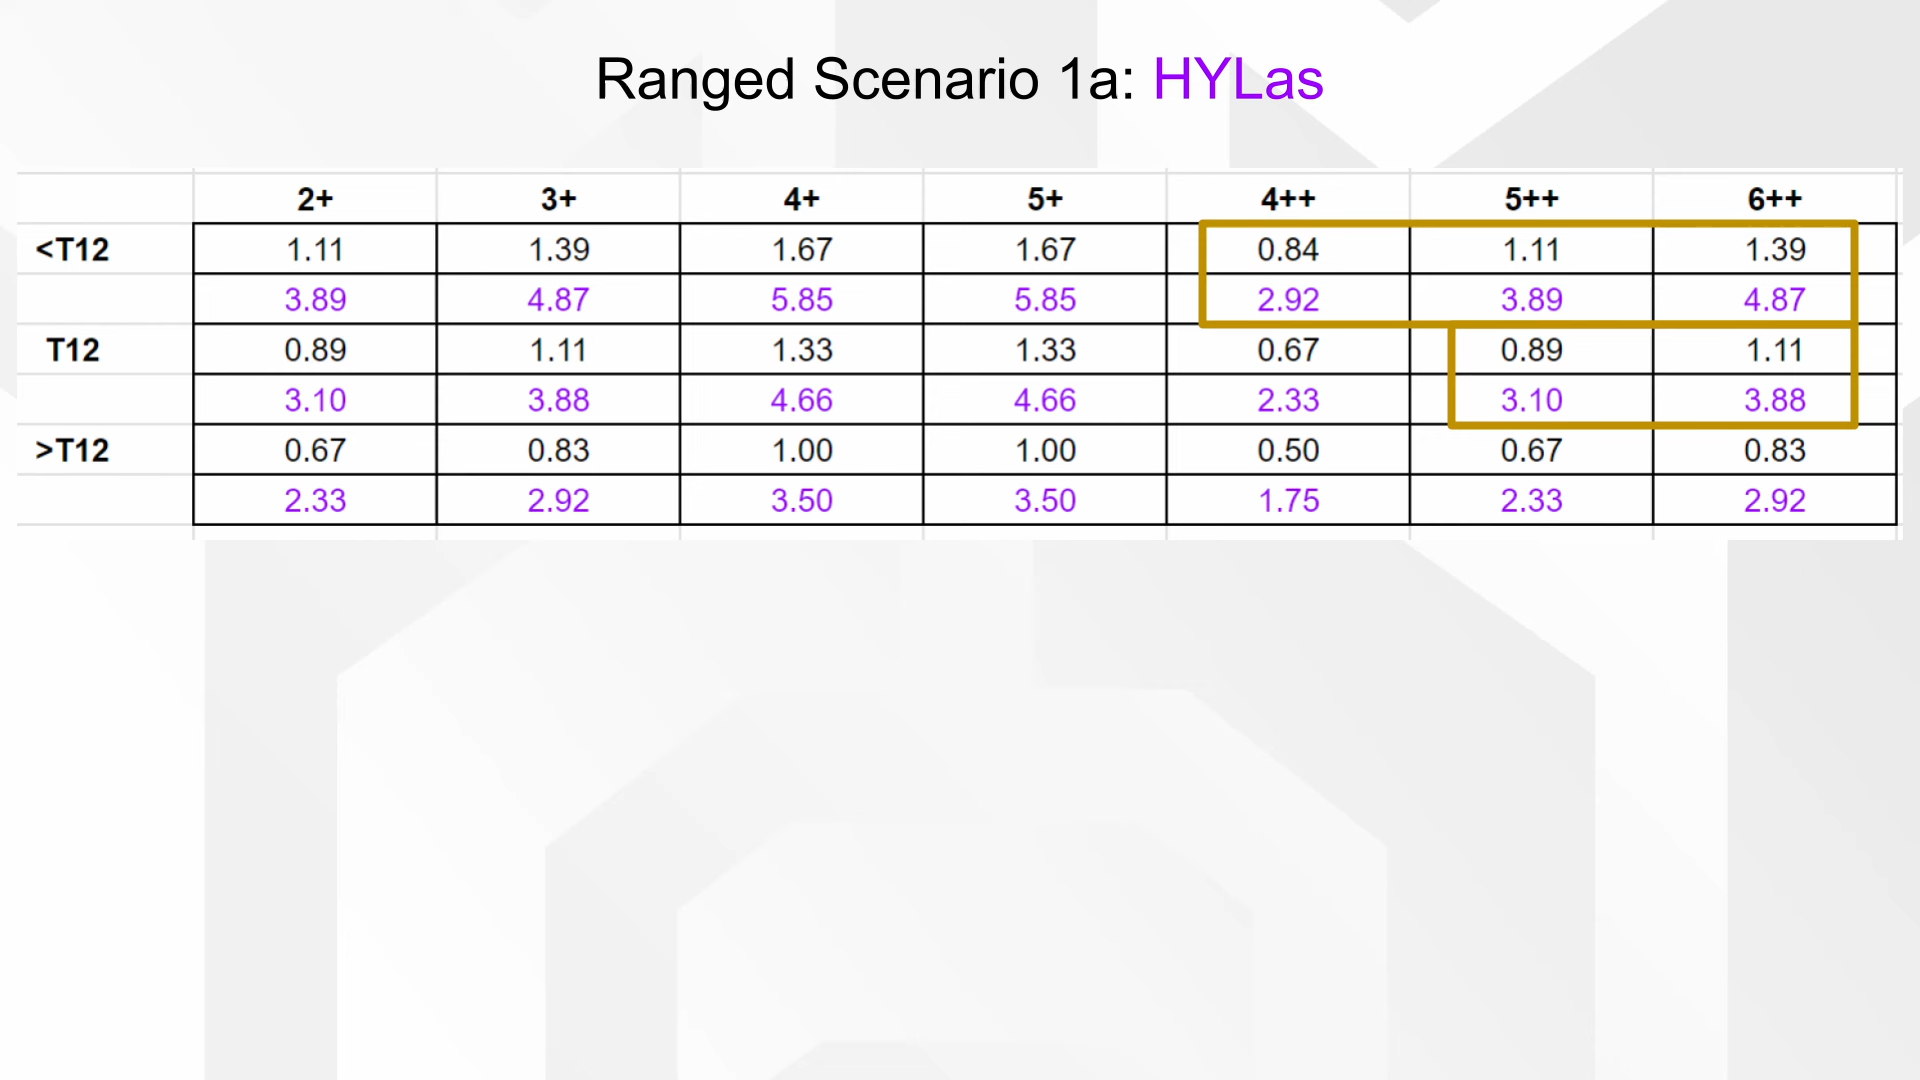 Ranged Scenario 1a: HYLas
2+ 3+ 4+ 5+ 4++ 5++ 6++
<T12 1.11 1.39 1.67 1.67 0.84 1.11 1.39
3.89 4.87 5.85 5.85 2.92 3.89 4.87
T12 0.89 1.11 1.33 1.33 0.67 0.89 1.11
3.10 3.88 4.66 4.66 2.33 3.10 3.88
>T12 0.67 0.83 1.00 1.00 0.50 0.67 0.83
2.33 2.92 3.50 3.50 1.75 2.33 2.92